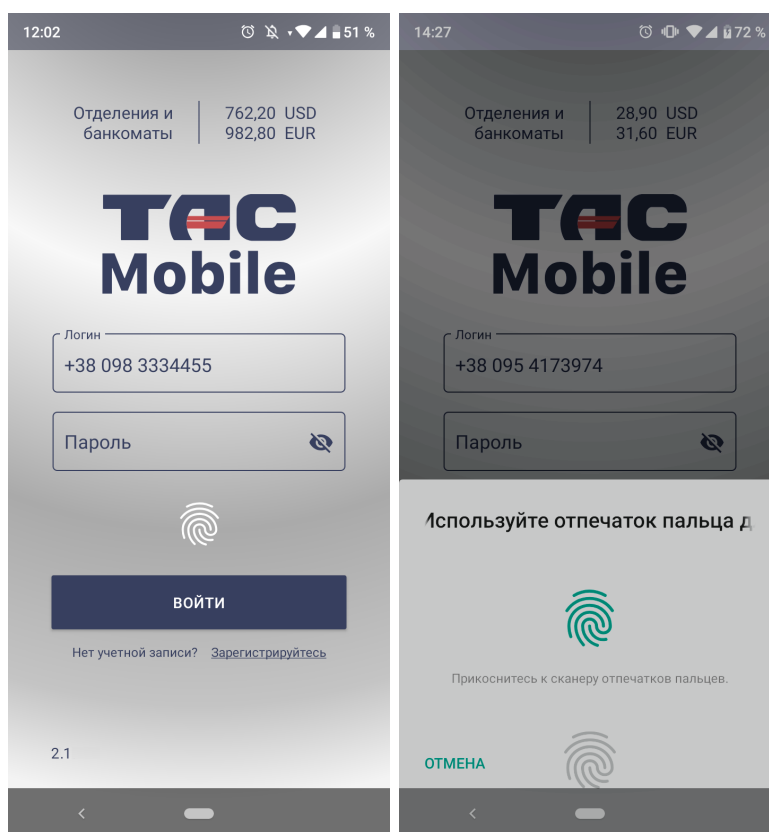 12:02
51 %
Отделения и
банкоматы
762,20 USD
982,80 EUR
ТАС
Mobile
Логин
+38 098 3334455
Пароль
ВОЙТИ
Нет учетной записи? Зарегистрируйтесь
2.1
14:27
72 %
Отделения и
банкоматы
28,90 USD
31,60 EUR
ТАС
Mobile
Логин
+38 095 4173974
Пароль
Используйте отпечаток пальца д
Прикоснитесь к сканеру отпечатков пальцев.
ОТМЕНА